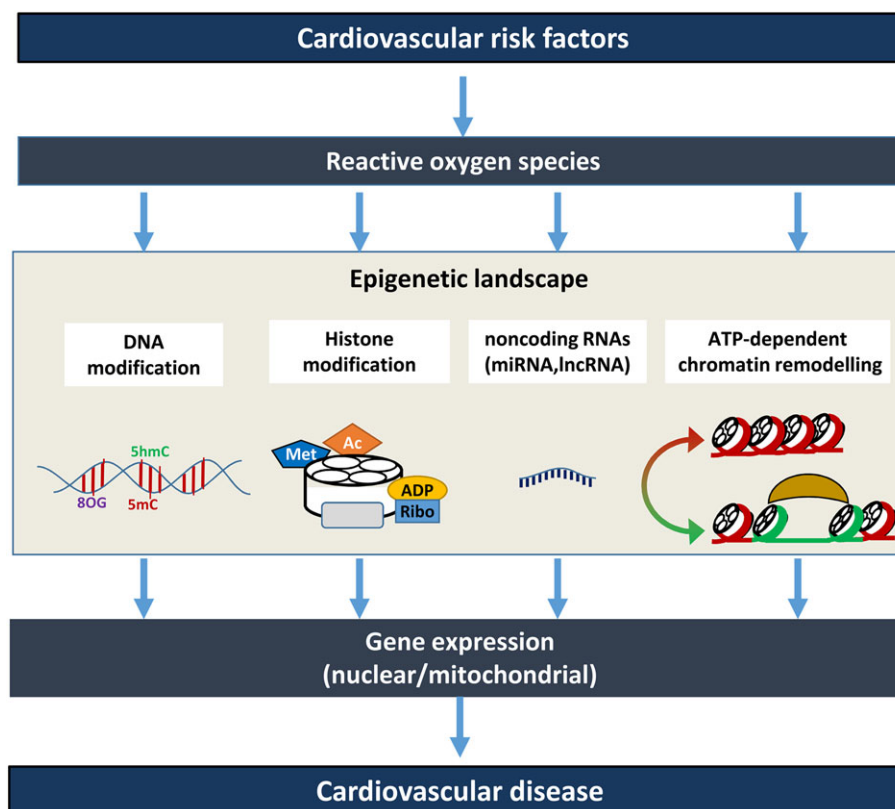 Cardiovascular risk factors
Reactive oxygen species
Epigenetic landscape
DNA
modification
Histone
modification
noncoding RNAs
(miRNA,lncRNA)
ATP-dependent
chromatin remodelling
5hmC
8OG
5mC
Met
Ac
ADP
Ribo
Gene expression
(nuclear/mitochondrial)
Cardiovascular disease